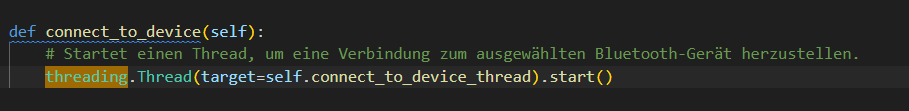 def connect_to_device(self):
# Startet einen Thread, um eine Verbindung zum ausgewählten Bluetooth-Gerät herzustellen.
threading.Thread(target=self.connect_to_device_thread).start()